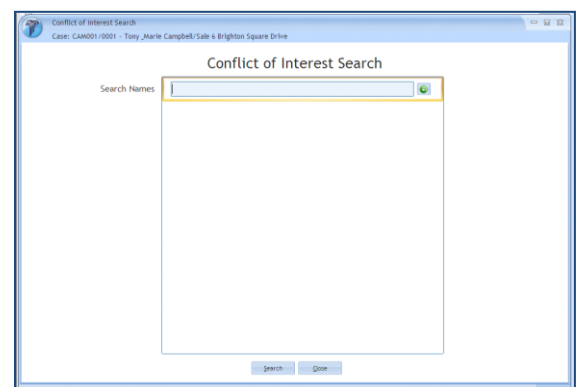 Conflict of Interest Search
Case: CAM001/0001 - Tony ,Marie Campbell/Sale 6 Brighton Square Drive
Conflict of Interest Search
Search Names
Search Close